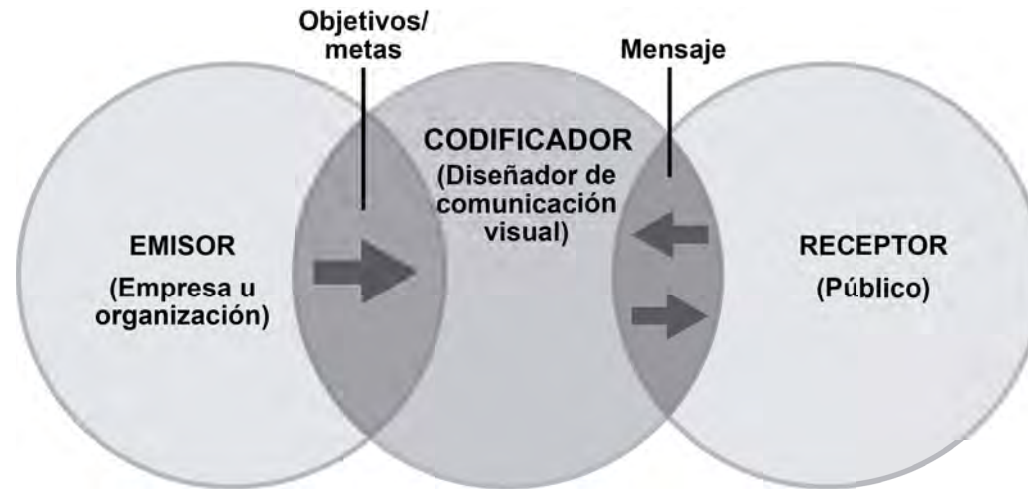 Objetivos/
metas
Mensaje
CODIFICADOR
(Diseñador de
comunicación
visual)
EMISOR
(Empresa u
organización)
RECEPTOR
(Público)